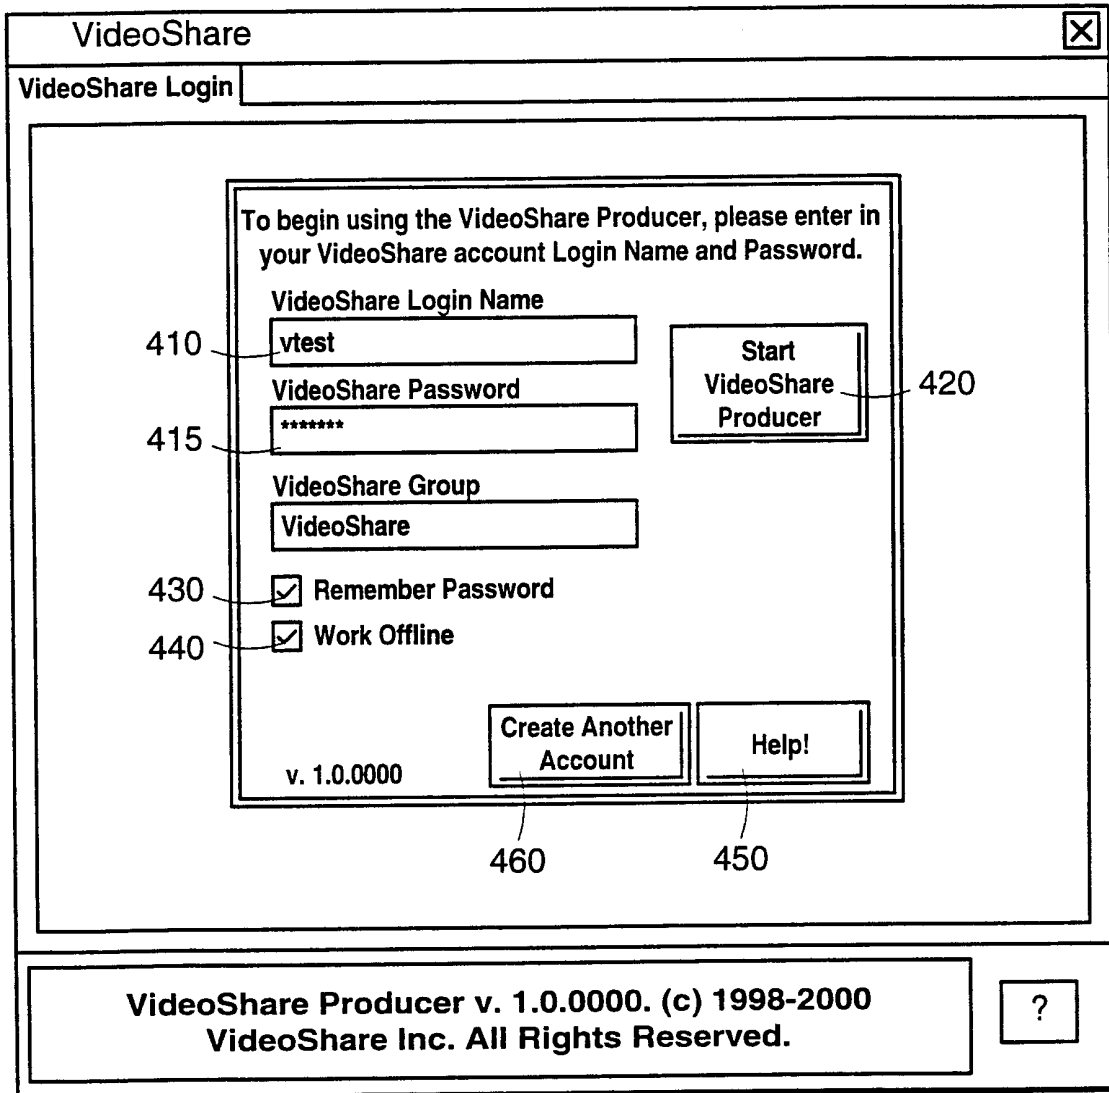 VideoShare
VideoShare Login
To begin using the VideoShare Producer, please enter in
your VideoShare account Login Name and Password.
VideoShare Login Name
410
vtest
Start
VideoShare
Producer
420
VideoShare Password
415
*******
VideoShare Group
VideoShare
430
Remember Password
440
Work Offline
Create Another
Account
Help!
v. 1.0.0000
460
450
VideoShare Producer v. 1.0.0000. (c) 1998-2000
VideoShare Inc. All Rights Reserved.
?